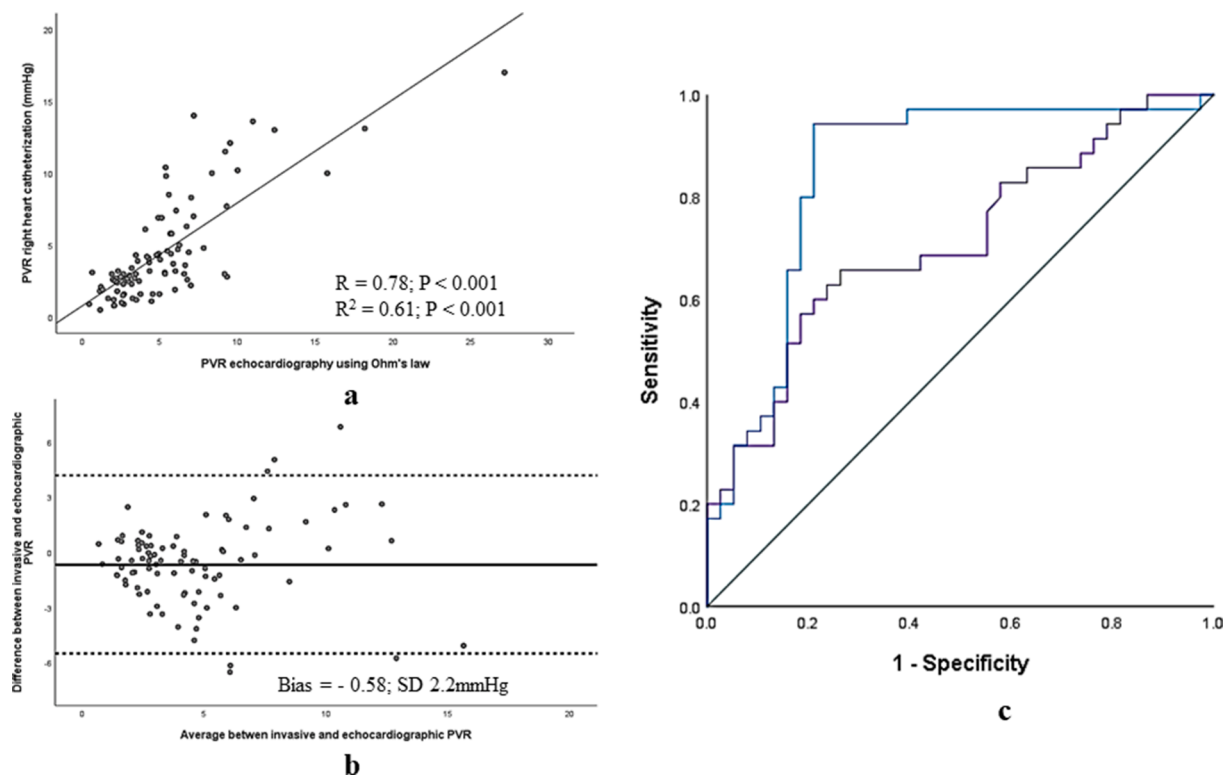 PVR right heart catheterization (mmHg)
20
15
10
5
0
R = 0.78; P < 0.001
R² = 0.61; P < 0.001
0 5 10 15 20 25 30
PVR echocardiography using Ohm's law
a
Difference between invasive and echocardiographic
PVR
6
3
0
-3
-6
Bias = - 0.58; SD 2.2mmHg
0 5 10 15 20
Average betwen invasive and echocardiographic PVR
b
Sensitivity
1.0
0.8
0.6
0.4
0.2
0.0
0.0 0.2 0.4 0.6 0.8 1.0
1 - Specificity
c